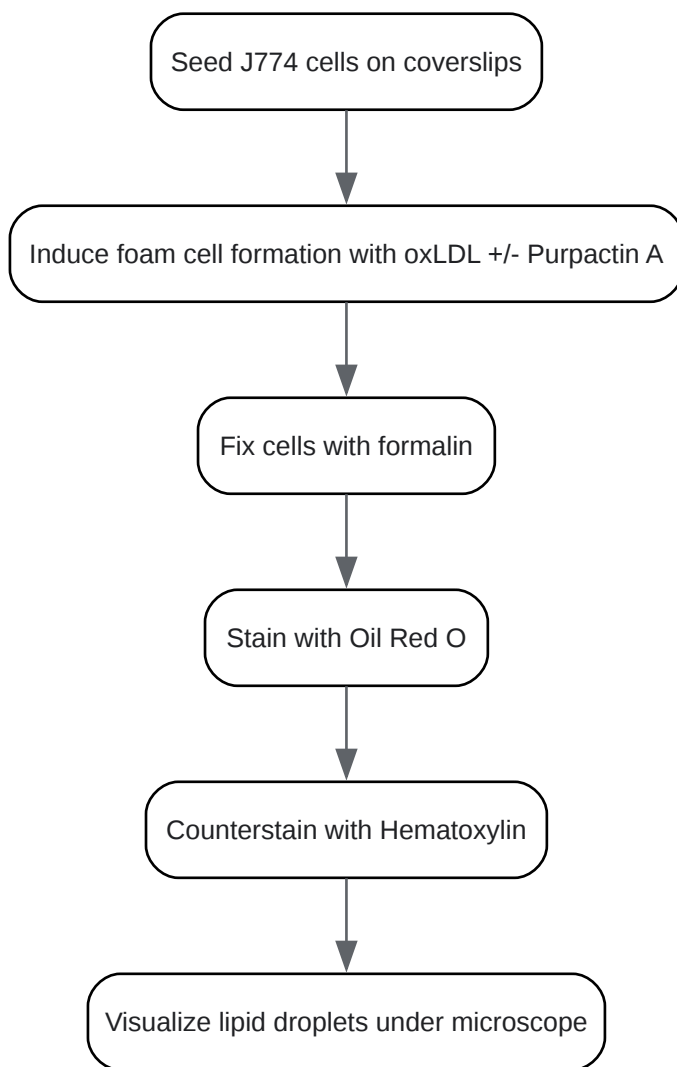 Seed J774 cells on coverslips
Induce foam cell formation with oxLDL +/- Purpactin A
Fix cells with formalin
Stain with Oil Red O
Counterstain with Hematoxylin
Visualize lipid droplets under microscope